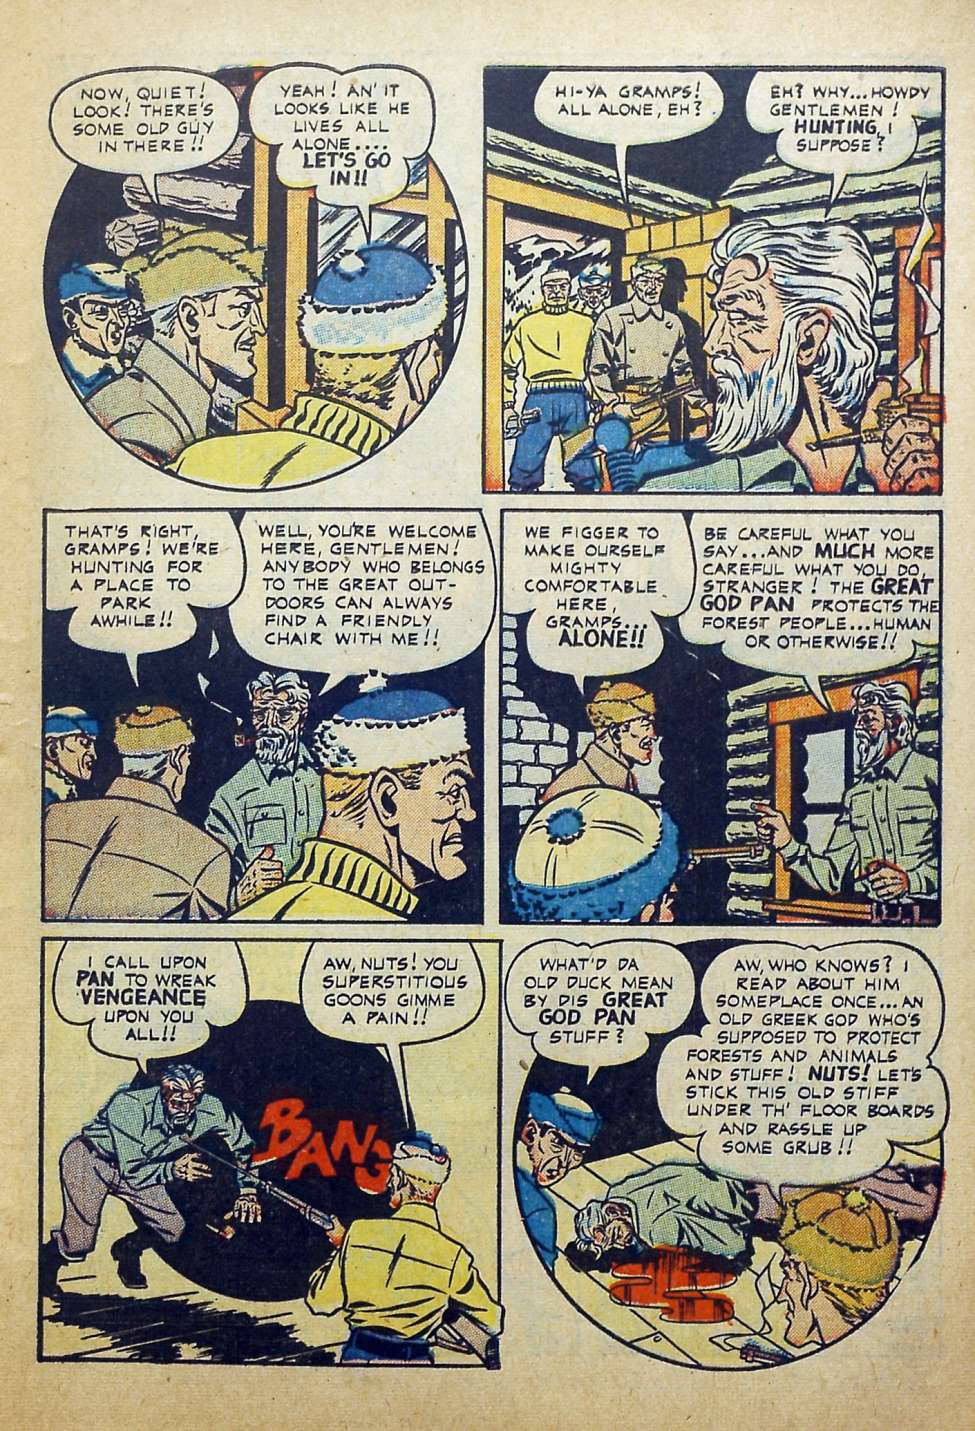 NOW, QUIET!
LOOK! THERE'S
SOME OLD GUY
IN THERE!!
YEAH! AN' IT
LOOKS LIKE HE
LIVES ALL
ALONE....
LET'S GO
IN!!
HI-YA GRAMPS!
ALL ALONE, EH?
EH? WHY...HOWDY
GENTLEMEN!
HUNTING, I
SUPPOSE?
THAT'S RIGHT,
GRAMPS! WE'RE
HUNTING FOR
A PLACE TO
PARK
AWHILE!!
WELL, YOU'RE WELCOME
HERE, GENTLEMEN!
ANYBODY WHO BELONGS
TO THE GREAT OUT-
DOORS CAN ALWAYS
FIND A FRIENDLY
CHAIR WITH ME!!
WE FIGGER TO
MAKE OURSELF
MIGHTY
COMFORTABLE
HERE,
GRAMPS...
ALONE!!
BE CAREFUL WHAT YOU
SAY...AND MUCH MORE
CAREFUL WHAT YOU DO,
STRANGER! THE GREAT
GOD PAN PROTECTS THE
FOREST PEOPLE...HUMAN
OR OTHERWISE!!
I CALL UPON
PAN TO WREAK
VENGEANCE
UPON YOU
ALL!!
AW, NUTS! YOU
SUPERSTITIOUS
GOONS GIMME
A PAIN!!
BANG
WHAT'D DA
OLD DUCK MEAN
BY DIS GREAT
GOD PAN
STUFF?
AW, WHO KNOWS? I
READ ABOUT HIM
SOMEPLACE ONCE...AN
OLD GREEK GOD WHO'S
SUPPOSED TO PROTECT
FORESTS AND ANIMALS
AND STUFF! NUTS! LET'S
STICK THIS OLD STIFF
UNDER TH' FLOOR BOARDS
AND RASSLE UP
SOME GRUB!!